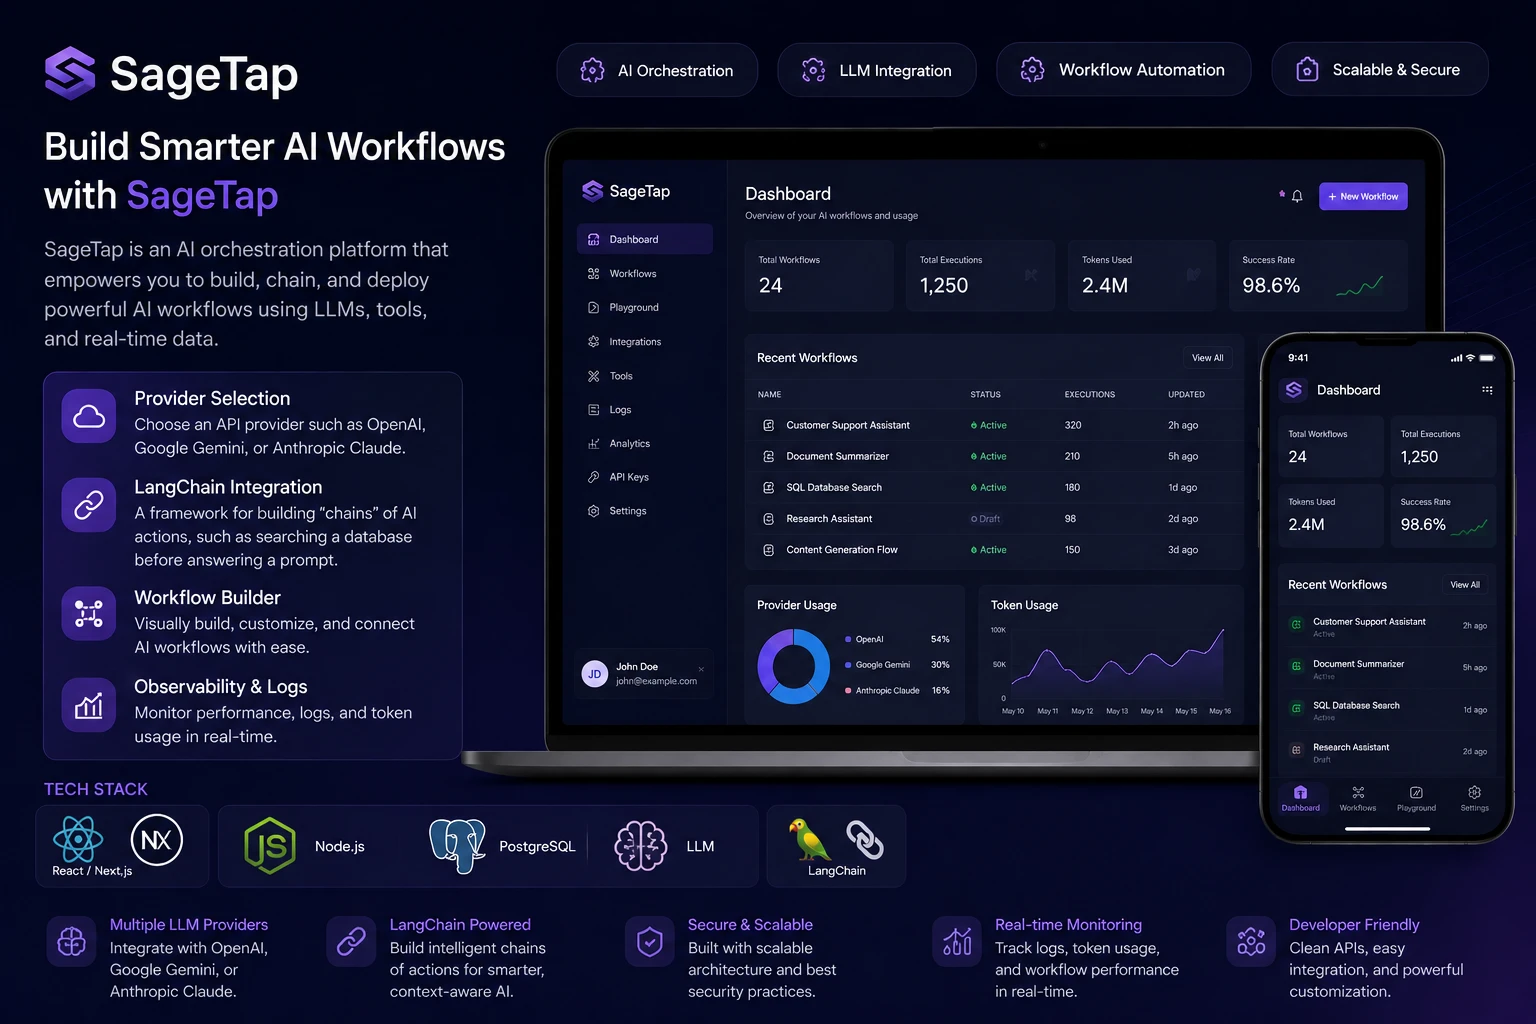 SageTap
AI Orchestration
LLM Integration
Workflow Automation
Scalable & Secure
Build Smarter AI Workflows
with SageTap
SageTap is an AI orchestration platform that
empowers you to build, chain, and deploy
powerful AI workflows using LLMs, tools,
and real-time data.
Provider Selection
Choose an API provider such as OpenAI,
Google Gemini, or Anthropic Claude.
LangChain Integration
A framework for building "chains" of AI
actions, such as searching a database
before answering a prompt.
Workflow Builder
Visually build, customize, and connect
AI workflows with ease.
Observability & Logs
Monitor performance, logs, and token
usage in real-time.
SageTap
Dashboard
Workflows
Playground
Integrations
Tools
Logs
Analytics
API Keys
Settings
JD
John Doe
john@example.com
Dashboard
Overview of your AI workflows and usage
+ New Workflow
Total Workflows
24
Total Executions
1,250
Tokens Used
2.4M
Success Rate
98.6%
Recent Workflows
View All
NAME STATUS EXECUTIONS UPDATED
Customer Support Assistant Active 320 2h ago
Document Summarizer Active 210 5h ago
SQL Database Search Active 180 1d ago
Research Assistant Draft 98 2d ago
Content Generation Flow Active 150 3d ago
Provider Usage
OpenAI 54%
Google Gemini 30%
Anthropic Claude 16%
Token Usage
100K
50K
0
May 10 May 11 May 12 May 13 May 14 May 15 May 16
9:41
Dashboard
Total Workflows
24
Total Executions
1,250
Tokens Used
2.4M
Success Rate
98.6%
Recent Workflows
View All
Customer Support Assistant
Active
2h ago
Document Summarizer
Active
5h ago
SQL Database Search
Active
1d ago
Research Assistant
Draft
2d ago
Dashboard
Workflows
Playground
Settings
TECH STACK
NX
React / Next.js
JS
Node.js
PostgreSQL
LLM
LangChain
Multiple LLM Providers
Integrate with OpenAI,
Google Gemini, or
Anthropic Claude.
LangChain Powered
Build intelligent chains
of actions for smarter,
context-aware AI.
Secure & Scalable
Built with scalable
architecture and best
security practices.
Real-time Monitoring
Track logs, token usage,
and workflow performance
in real-time.
Developer Friendly
Clean APIs, easy
integration, and powerful
customization.